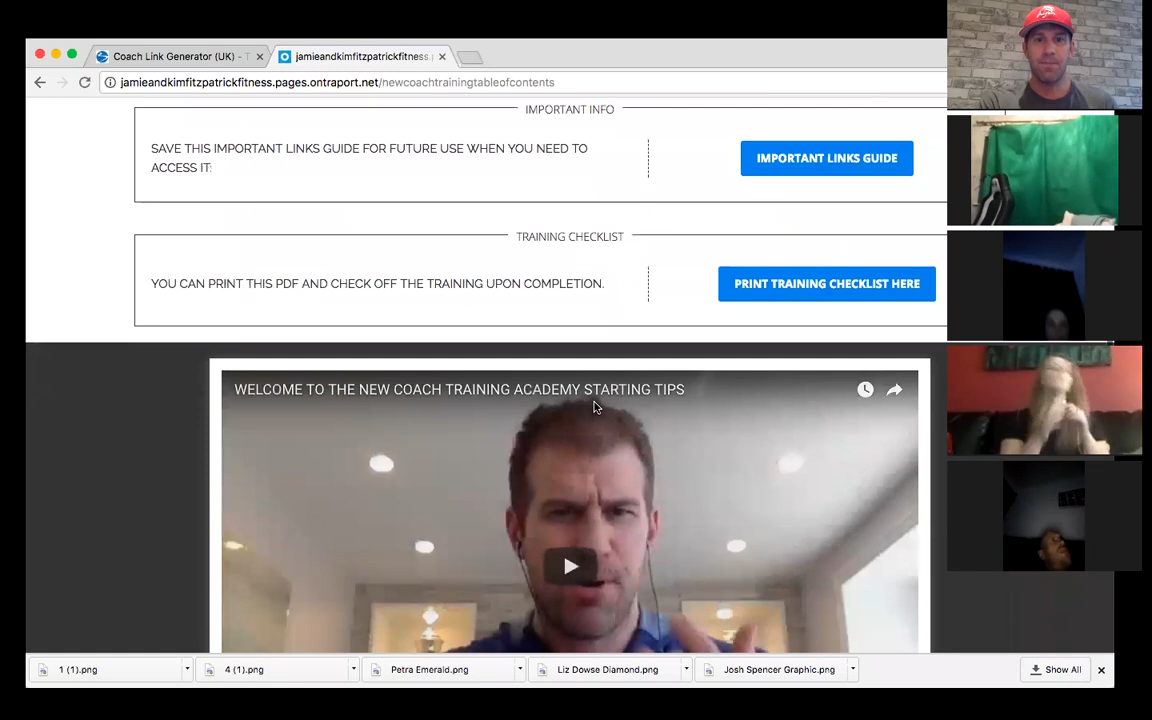 Coach Link Generator (UK) - T
jamieandkimfitzpatrickfitness.p
jamieandkimfitzpatrickfitness.pages.ontraport.net/newcoachtrainingtableofcontents
IMPORTANT INFO
SAVE THIS IMPORTANT LINKS GUIDE FOR FUTURE USE WHEN YOU NEED TO
ACCESS IT:
IMPORTANT LINKS GUIDE
TRAINING CHECKLIST
YOU CAN PRINT THIS PDF AND CHECK OFF THE TRAINING UPON COMPLETION.
PRINT TRAINING CHECKLIST HERE
WELCOME TO THE NEW COACH TRAINING ACADEMY STARTING TIPS
1 (1).png
4 (1).png
Petra Emerald.png
Liz Dowse Diamond.png
Josh Spencer Graphic.png
Show All